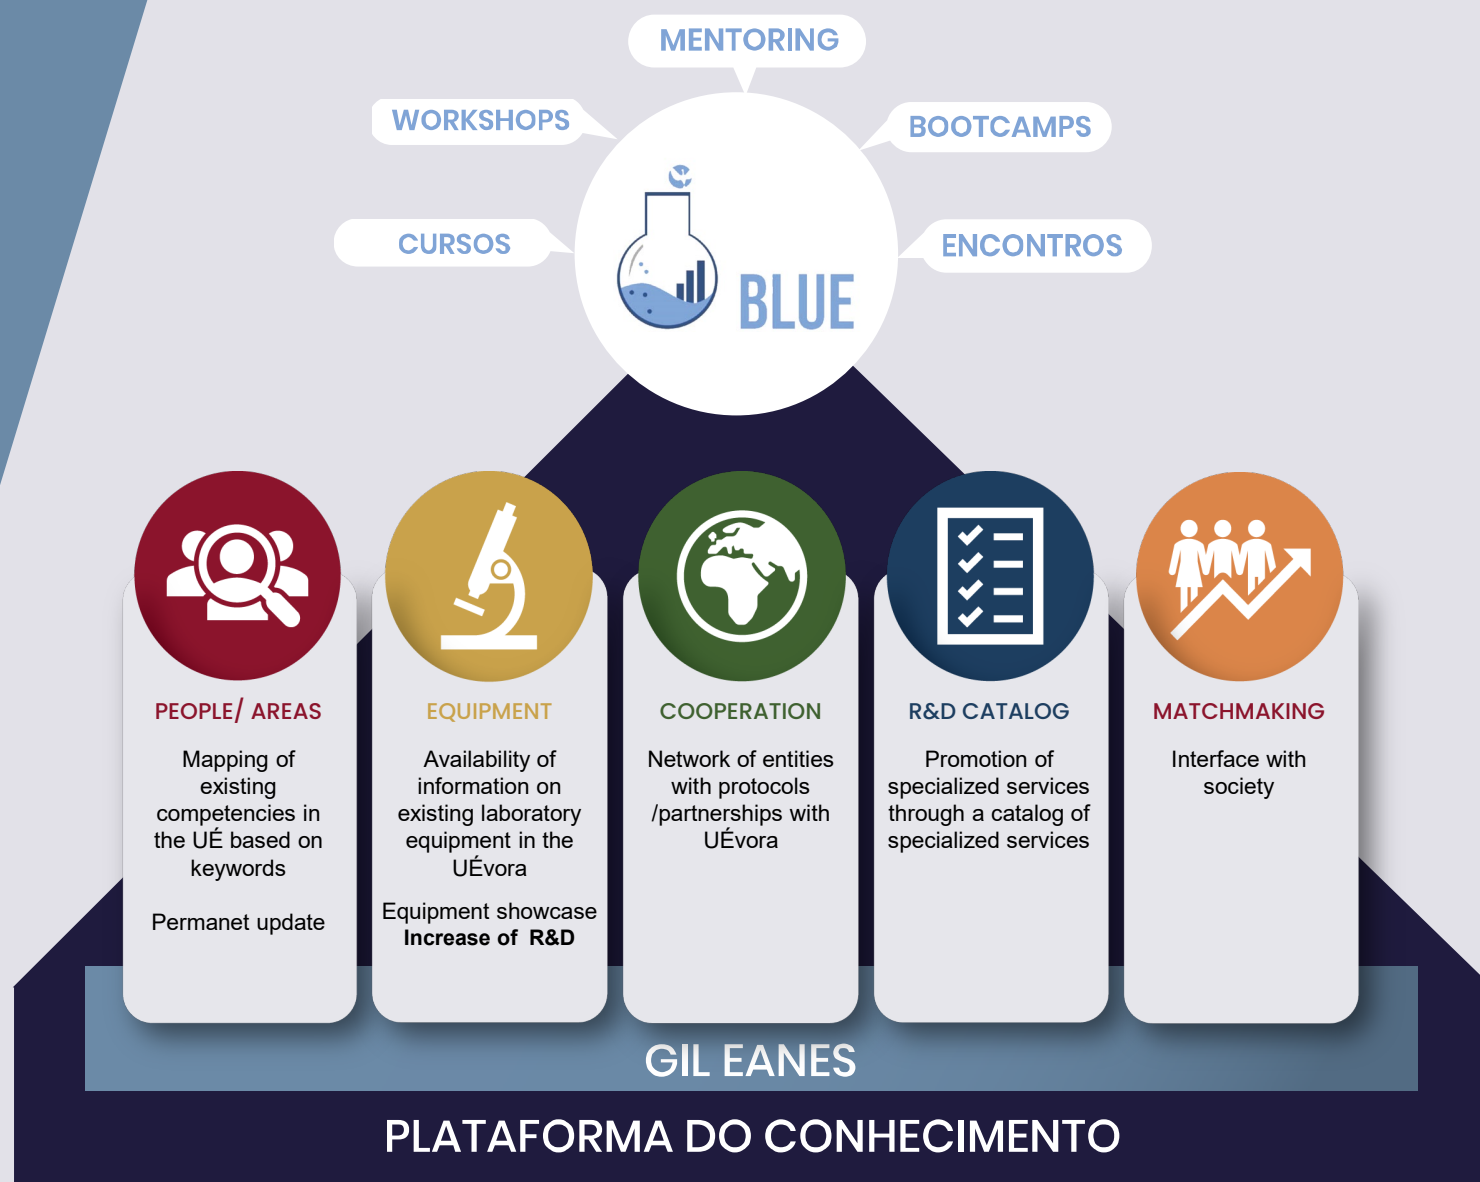 MENTORING
WORKSHOPS
BOOTCAMPS
CURSOS
ENCONTROS
BLUE
PEOPLE/ AREAS
Mapping of
existing
competencies in
the UÉ based on
keywords
Permanet update
EQUIPMENT
Availability of
information on
existing laboratory
equipment in the
UÉvora
Equipment showcase
Increase of R&D
COOPERATION
Network of entities
with protocols
/partnerships with
UÉvora
R&D CATALOG
Promotion of
specialized services
through a catalog of
specialized services
MATCHMAKING
Interface with
society
GIL EANES
PLATAFORMA DO CONHECIMENTO